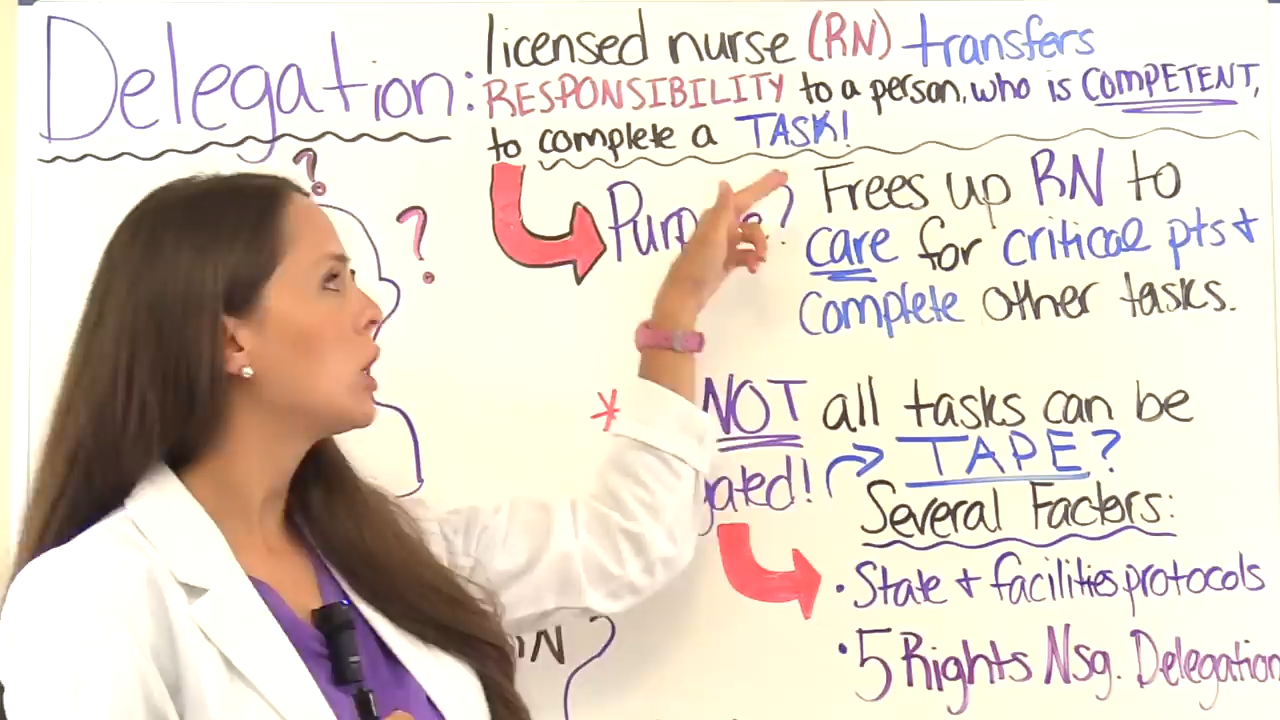 Delegation:
licensed nurse (RN) transfers
RESPONSIBILITY to a person, who is COMPETENT,
to complete a TASK!
?
?
Frees up RN to
care for critical pts +
complete other tasks.
* NOT all tasks can be
TAPE?
Several Factors:
• State + facilities protocols
• 5 Rights Nsg. Delegation